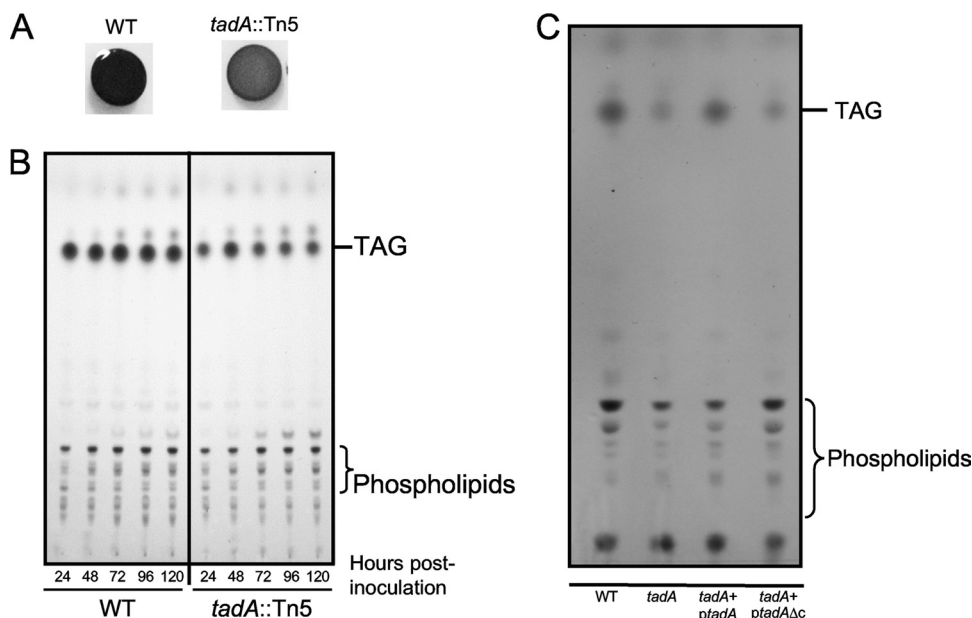 A
WT
tadA::Tn5
B
TAG
Phospholipids
24 48 72 96 120 24 48 72 96 120
Hours post-
inoculation
WT
tadA::Tn5
C
TAG
Phospholipids
WT
tadA
tadA+
ptadA
tadA+
ptadAΔc